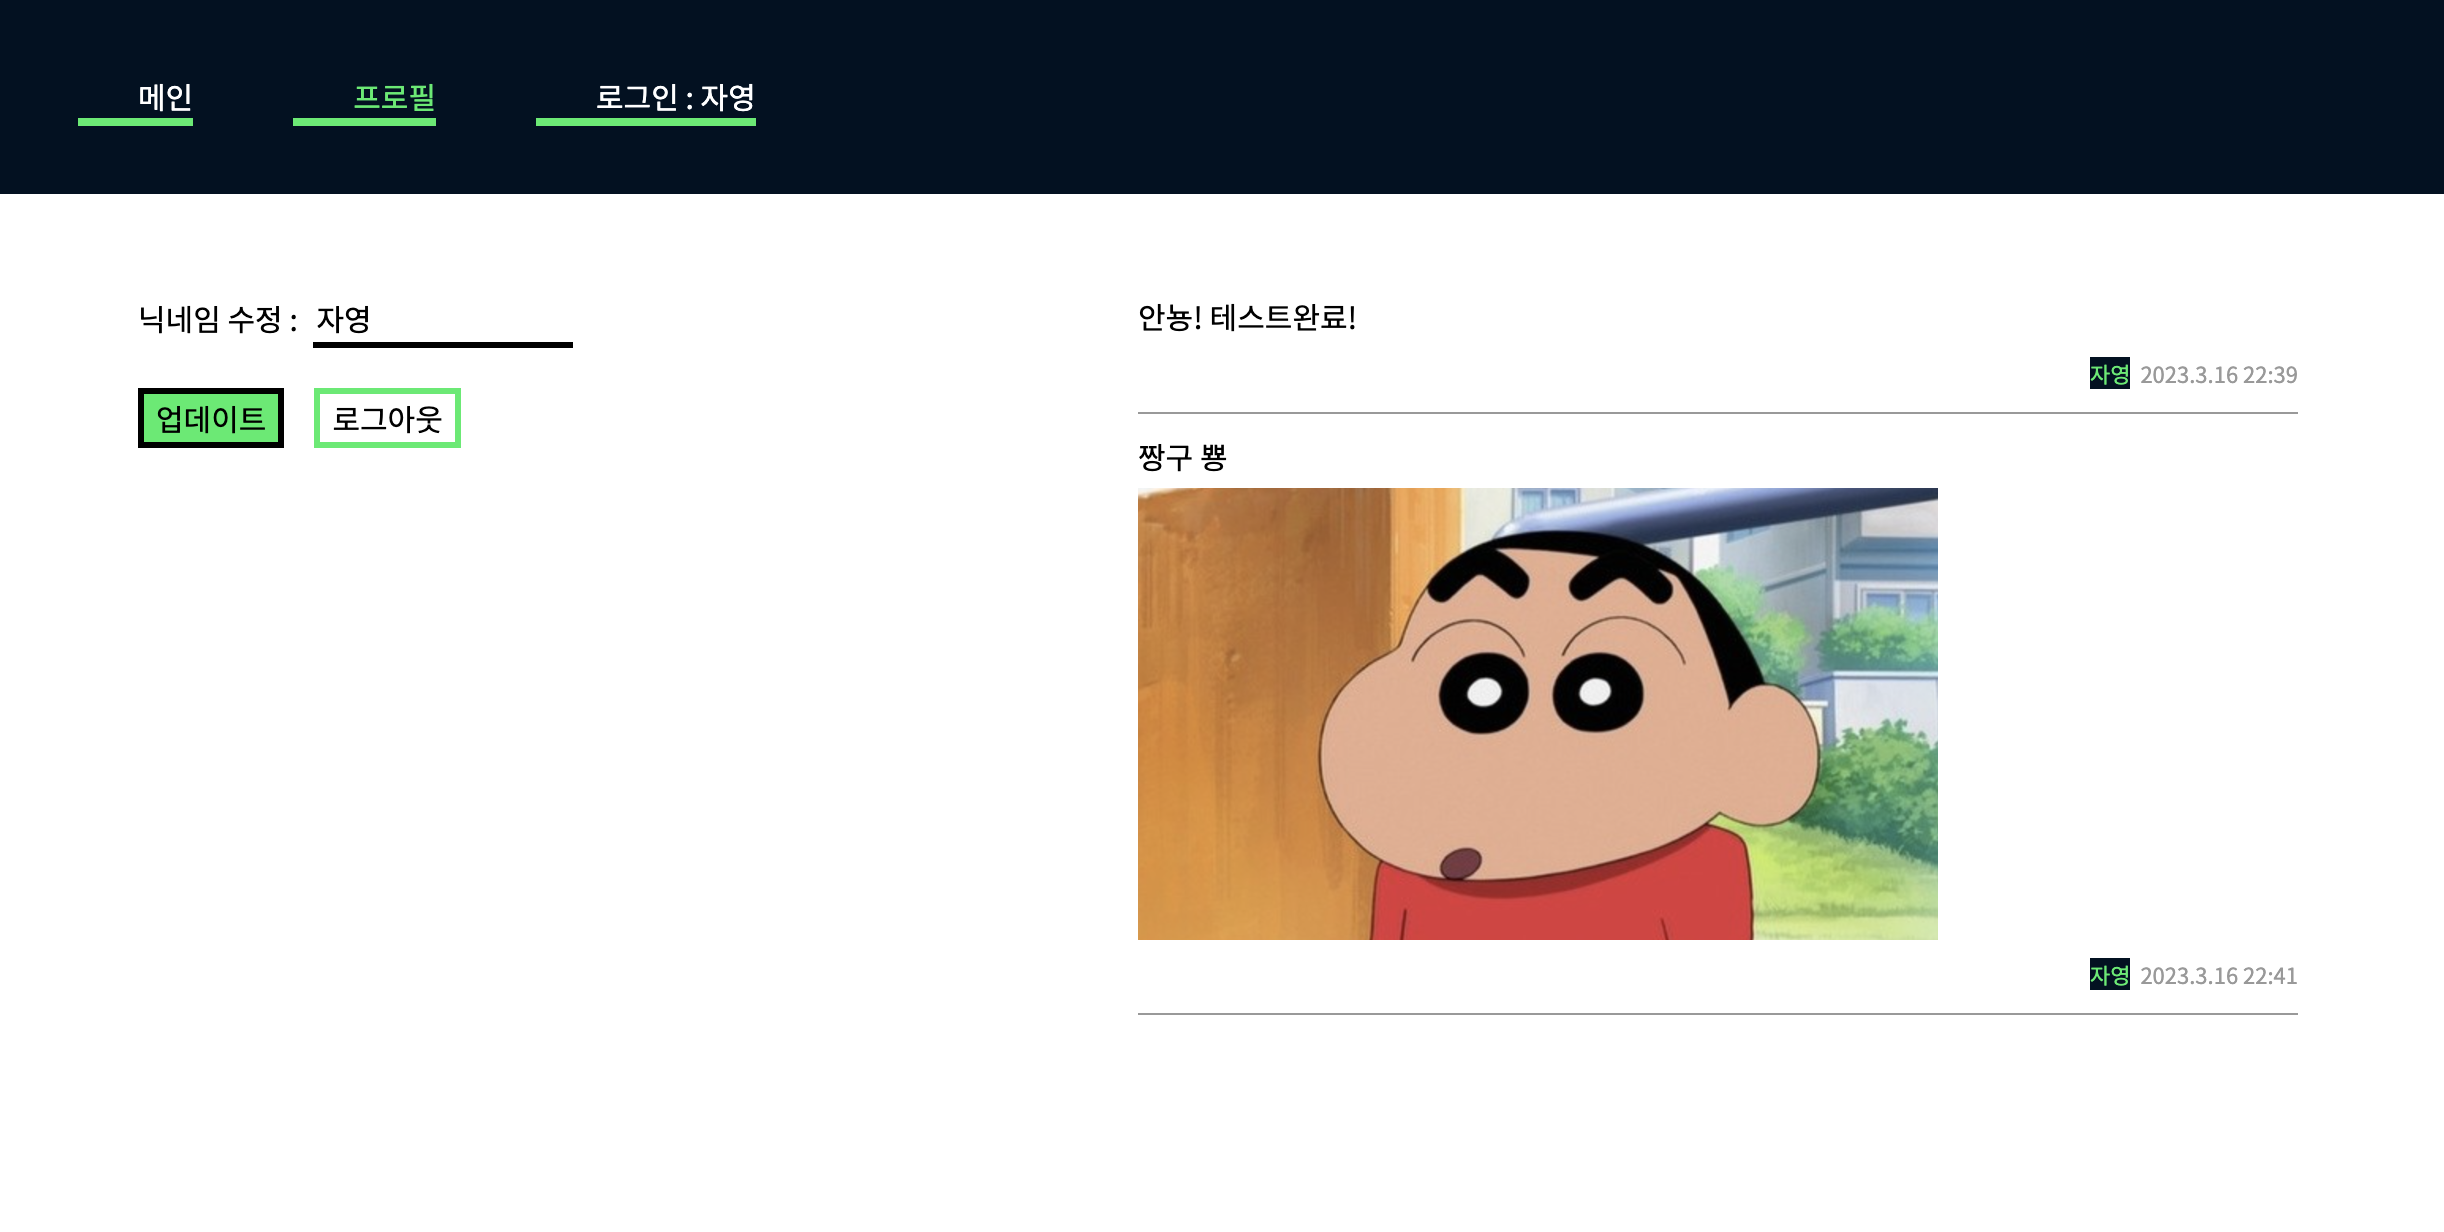 메인
프로필
로그인 : 자영
닉네임 수정 : 자영
업데이트
로그아웃
안뇽! 테스트완료!
자영 2023.3.16 22:39
짱구 뿅
자영 2023.3.16 22:41